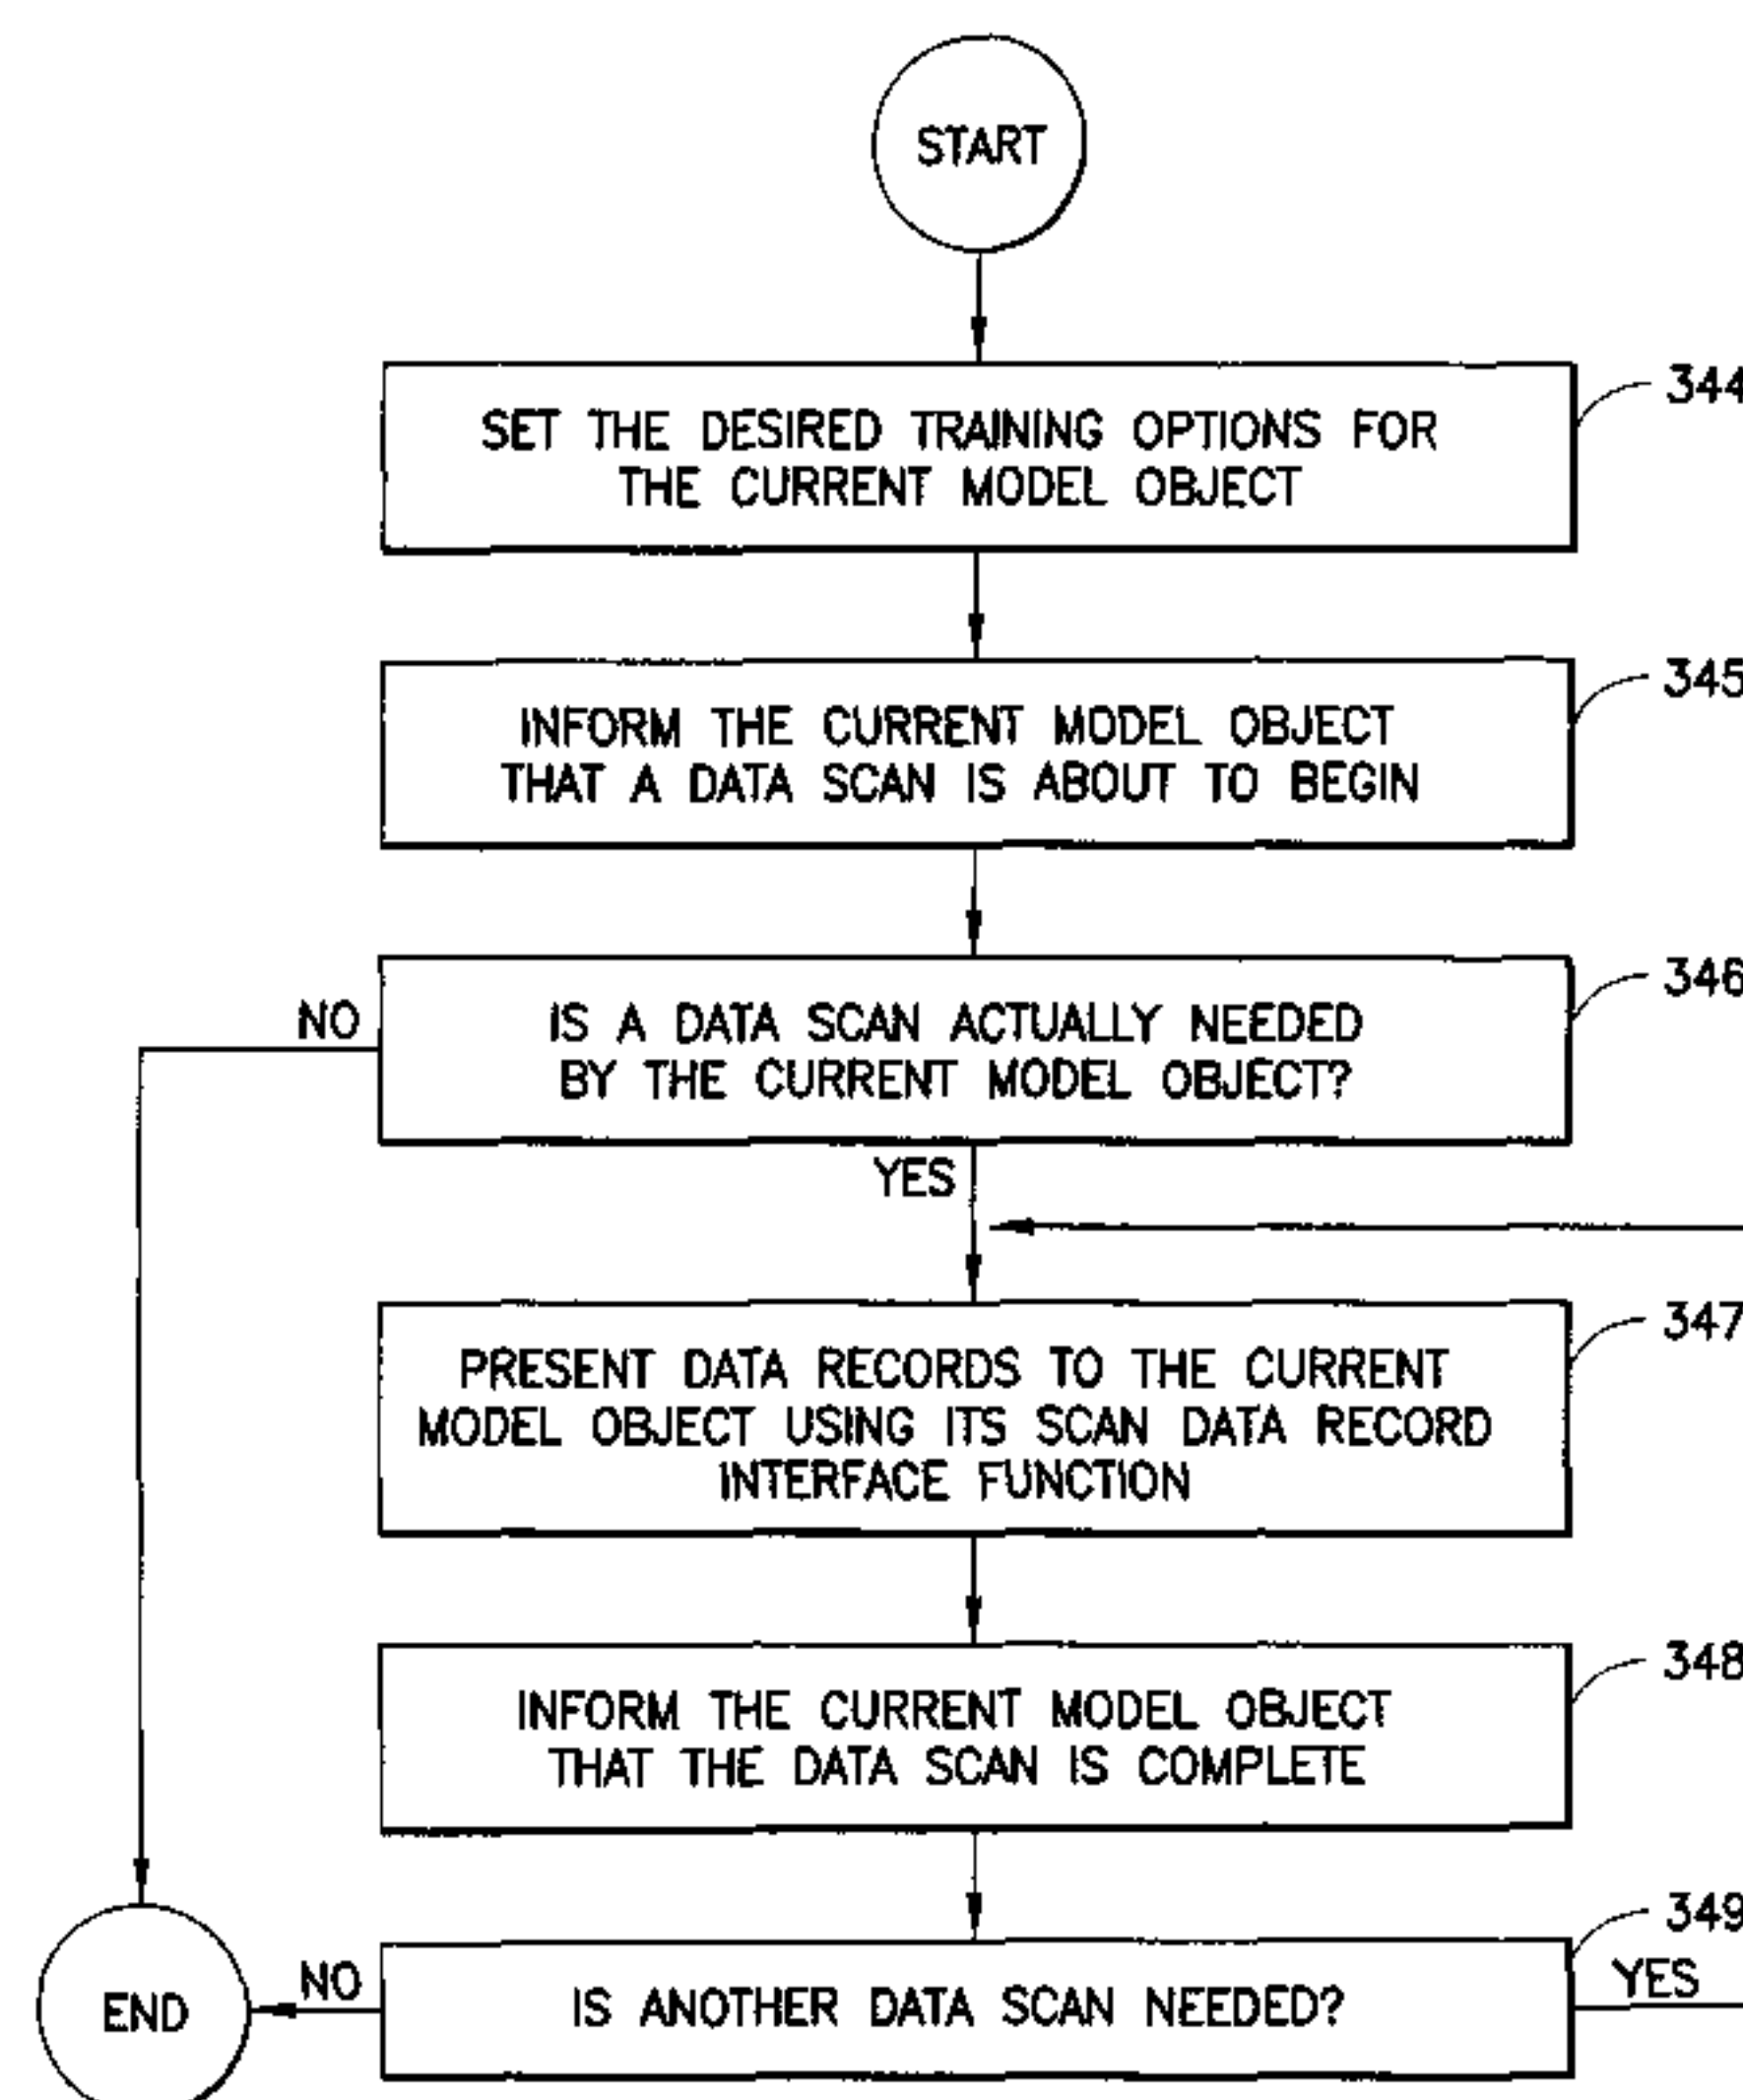 START
344
SET THE DESIRED TRAINING OPTIONS FOR
THE CURRENT MODEL OBJECT
345
INFORM THE CURRENT MODEL OBJECT
THAT A DATA SCAN IS ABOUT TO BEGIN
346
NO
IS A DATA SCAN ACTUALLY NEEDED
BY THE CURRENT MODEL OBJECT?
YES
347
PRESENT DATA RECORDS TO THE CURRENT
MODEL OBJECT USING ITS SCAN DATA RECORD
INTERFACE FUNCTION
348
INFORM THE CURRENT MODEL OBJECT
THAT THE DATA SCAN IS COMPLETE
349
END
NO
IS ANOTHER DATA SCAN NEEDED?
YES